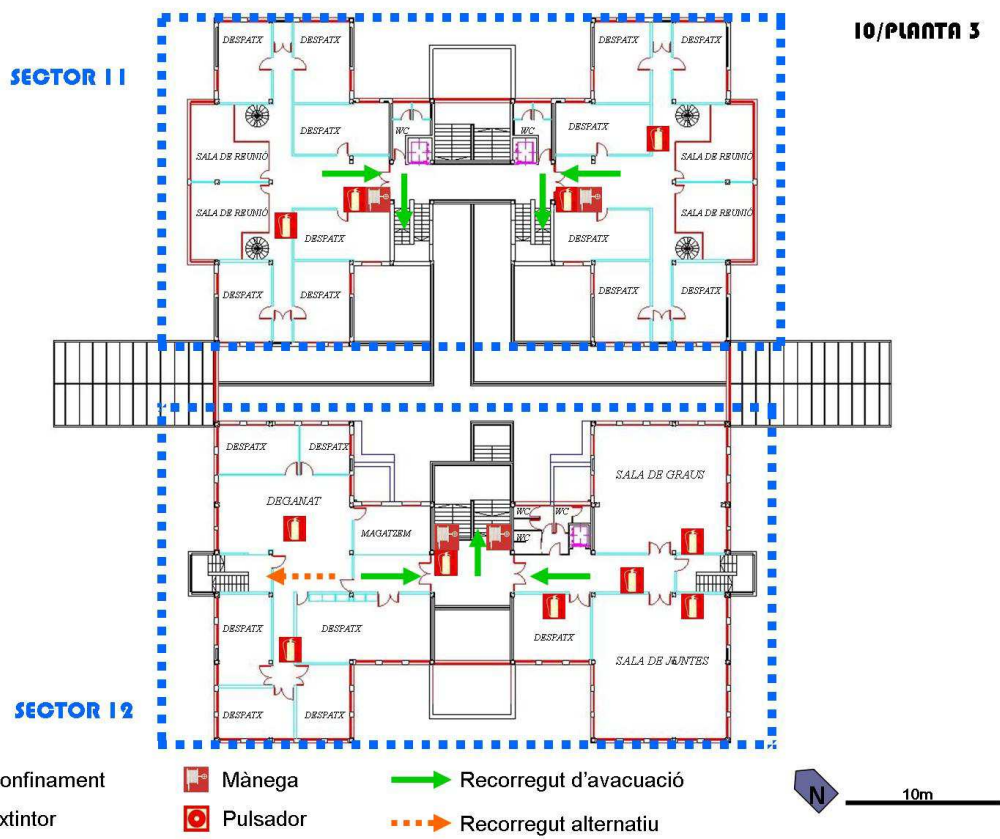 10/PLANTA 3
SECTOR 11
DESPATX
DESPATX
DESPATX
DESPATX
DESPATX
WC
WC
DESPATX
SALA DE REUNIÓ
SALA DE REUNIÓ
SALA DE REUNIÓ
SALA DE REUNIÓ
DESPATX
DESPATX
DESPATX
DESPATX
DESPATX
DESPATX
DESPATX
DESPATX
SALA DE GRAUS
DEGANAT
MAGATZEM
WC
WC
WC
DESPATX
DESPATX
DESPATX
SALA DE JUNTES
SECTOR 12
DESPATX
DESPATX
onfinament
Mànega
Recorregut d'avacuació
xtintor
Pulsador
Recorregut alternatiu
N
10m